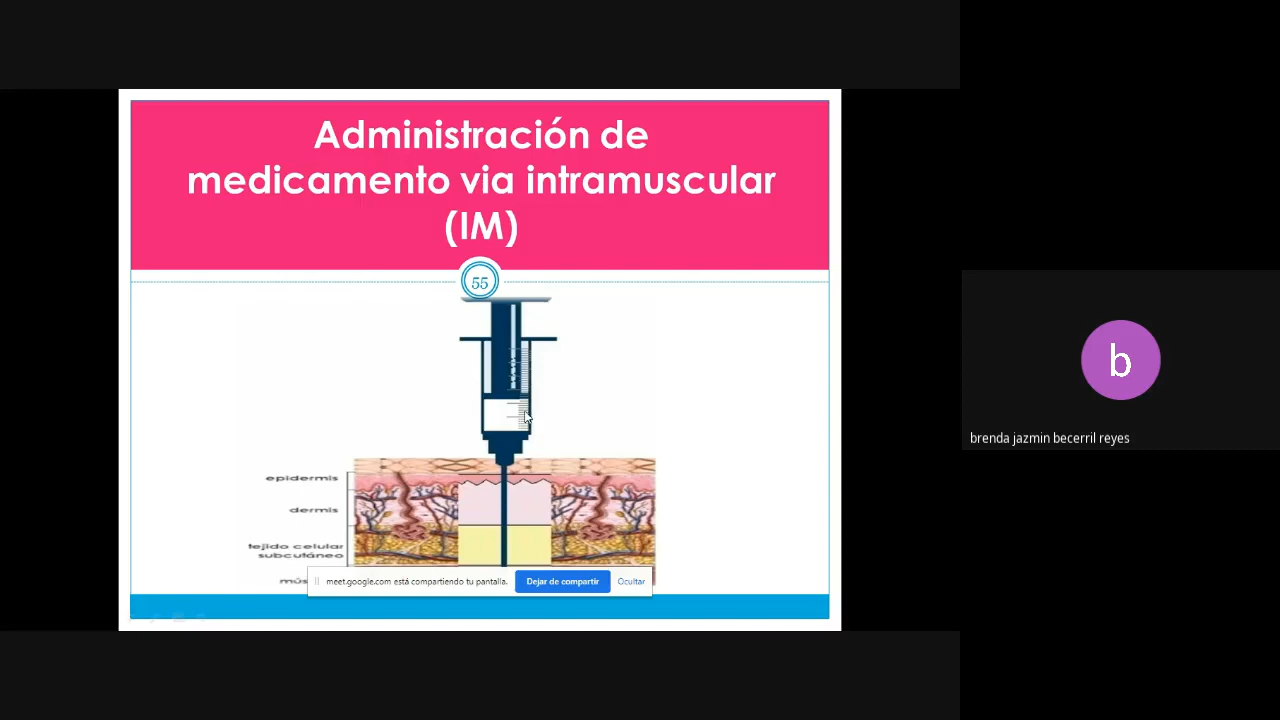 Administración de
medicamento via intramuscular
(IM)
55
epidermis
dermis
tejido celular
subcutáneo
mús
meet.google.com está compartiendo tu pantalla.
Dejar de compartir
Ocultar
b
brenda jazmin becerril reyes